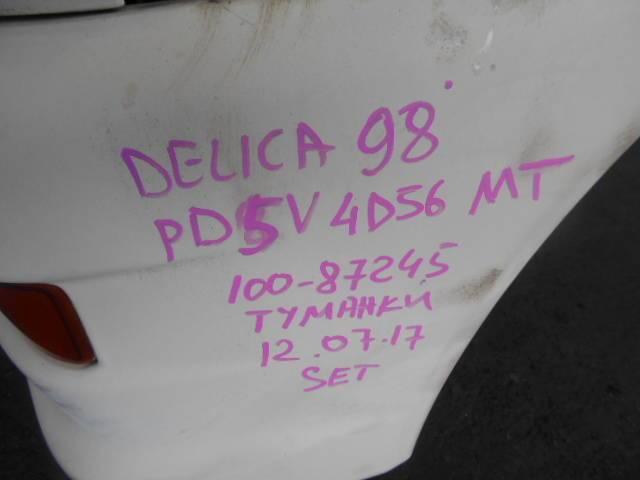 DELICA 98
PD5V 4D56 MT
100-87245
ТУМАНКИ
12.07.17
SET